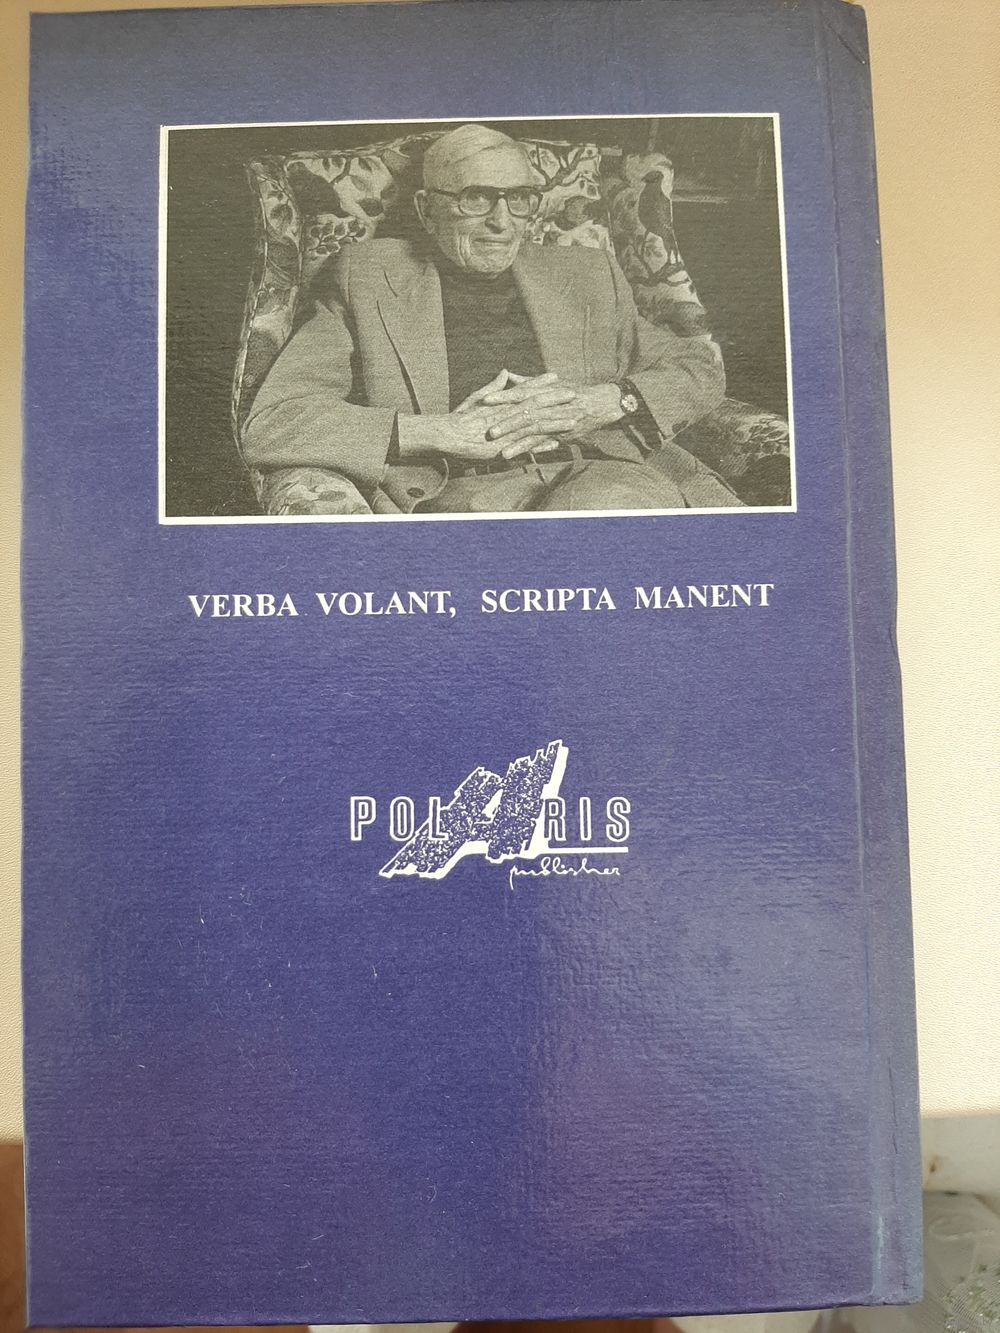 VERBA VOLANT, SCRIPTA MANENT
POLARIS
publisher